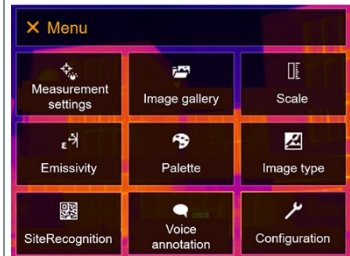 Menu
Measurement
settings
Image gallery
Scale
ε
Emissivity
Palette
Image type
SiteRecognition
Voice
annotation
Configuration